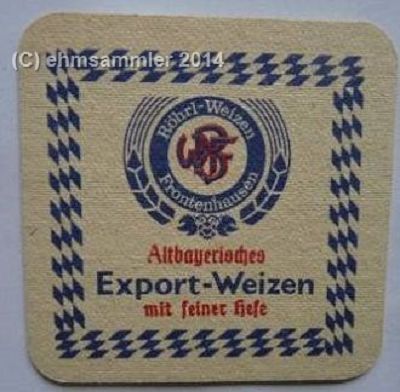 (C) ehmsammler 2014
Röhrl-Weizen
Frontenhausen
Altbayerisches
Export-Weizen
mit feiner Hefe